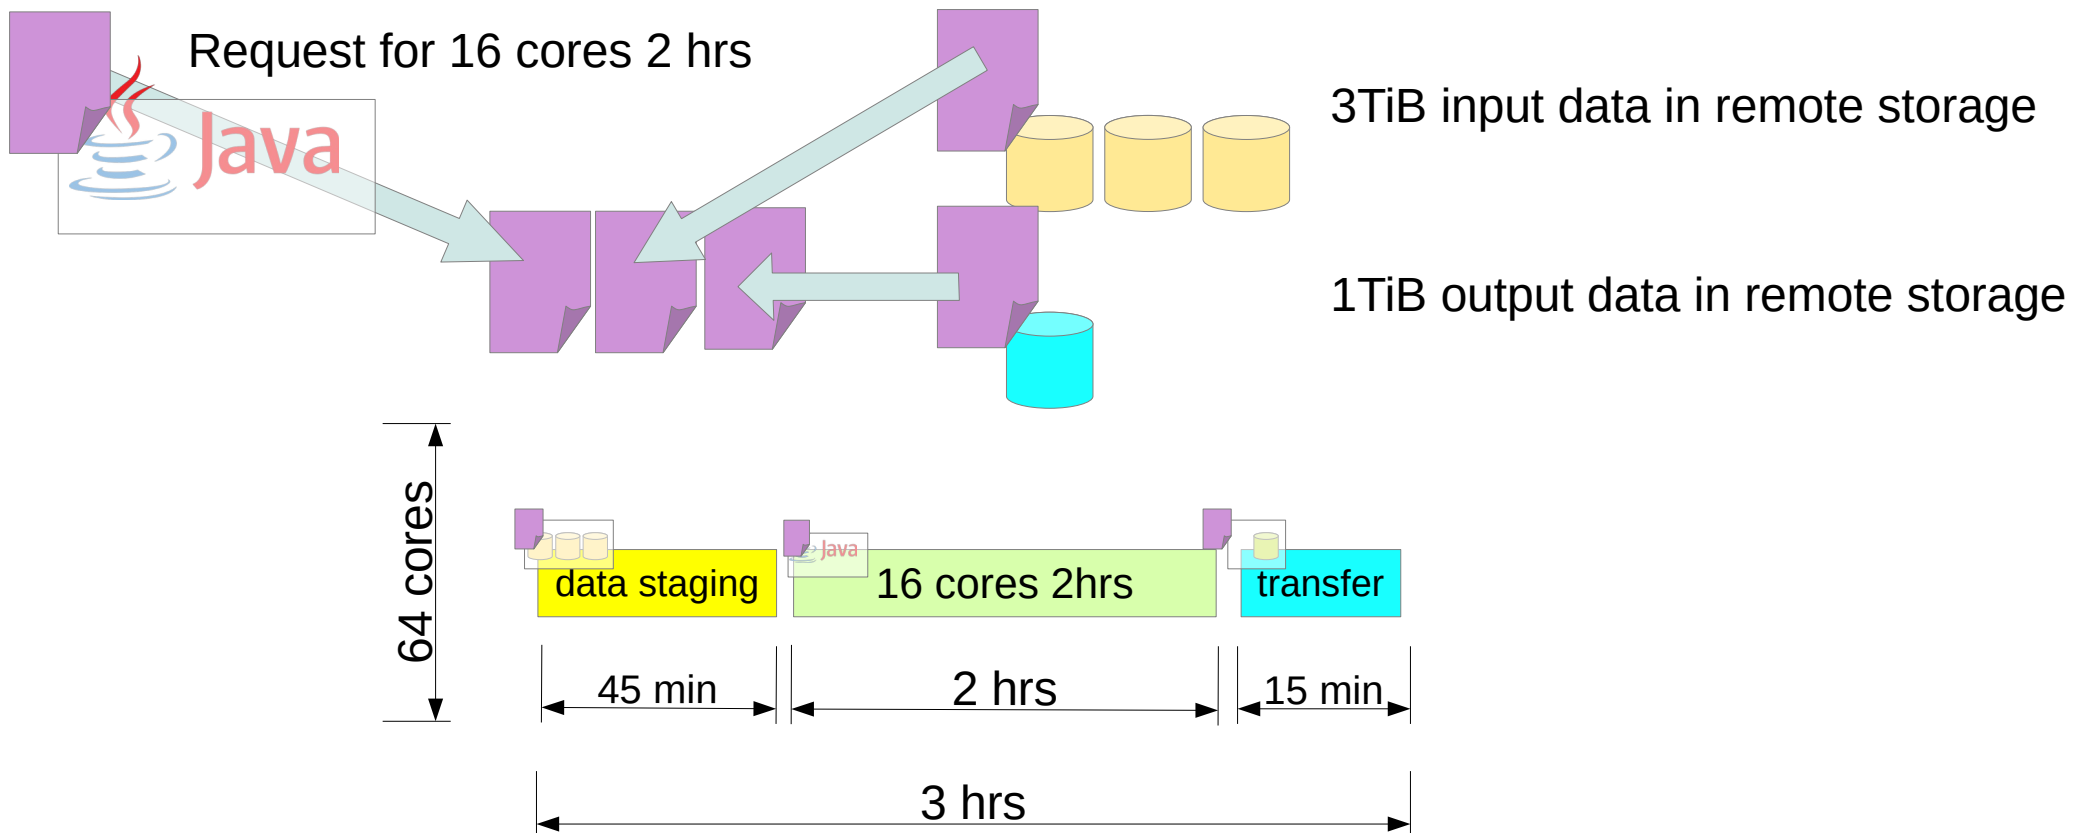 Request for 16 cores 2 hrs
Java
3TiB input data in remote storage
1TiB output data in remote storage
64 cores
Java
data staging
16 cores 2hrs
transfer
45 min
2 hrs
15 min
3 hrs